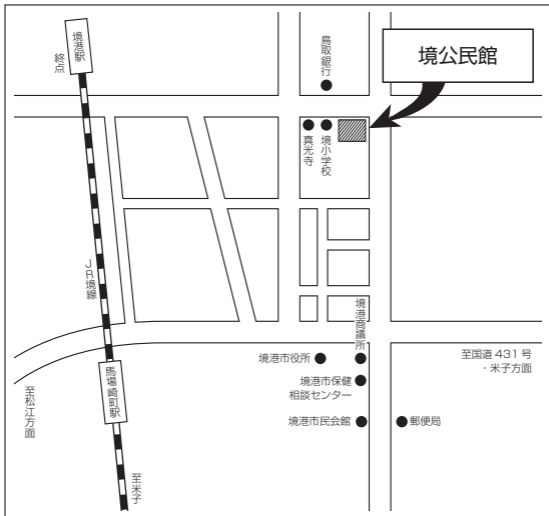 境港駅
終点
鳥取銀行
境公民館
真光寺
境小学校
JR境線
境港商議所
境港市役所
至国道431号
・米子方面
境港市保健
相談センター
馬場崎町駅
至松江方面
境港市民会館
郵便局
至米子